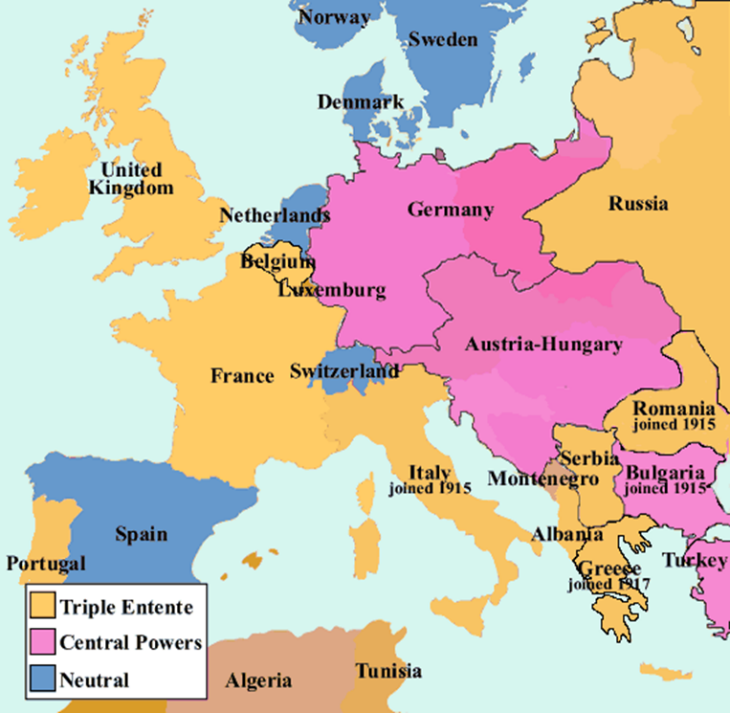 Norway
Sweden
Denmark
United
Kingdom
Netherlands
Germany
Russia
Belgium
Luxemburg
Austria-Hungary
France
Switzerland
Romania
joined 1915
Serbia
Italy
joined 1915
Montenegro
Bulgaria
joined 1915
Spain
Albania
Portugal
Greece
joined 1917
Turkey
Triple Entente
Central Powers
Neutral
Algeria
Tunisia